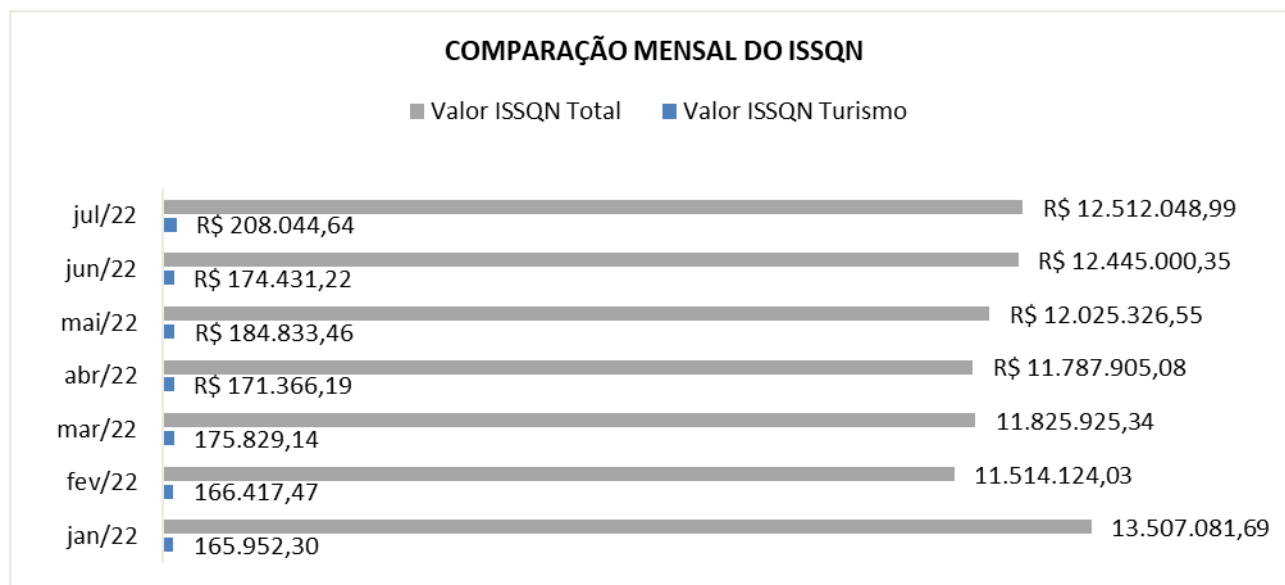 COMPARAÇÃO MENSAL DO ISSQN
Valor ISSQN Total Valor ISSQN Turismo
jul/22 R$ 12.512.048,99
R$ 208.044,64
jun/22 R$ 12.445.000,35
R$ 174.431,22
mai/22 R$ 12.025.326,55
R$ 184.833,46
abr/22 R$ 11.787.905,08
R$ 171.366,19
mar/22 11.825.925,34
175.829,14
fev/22 11.514.124,03
166.417,47
jan/22 13.507.081,69
165.952,30